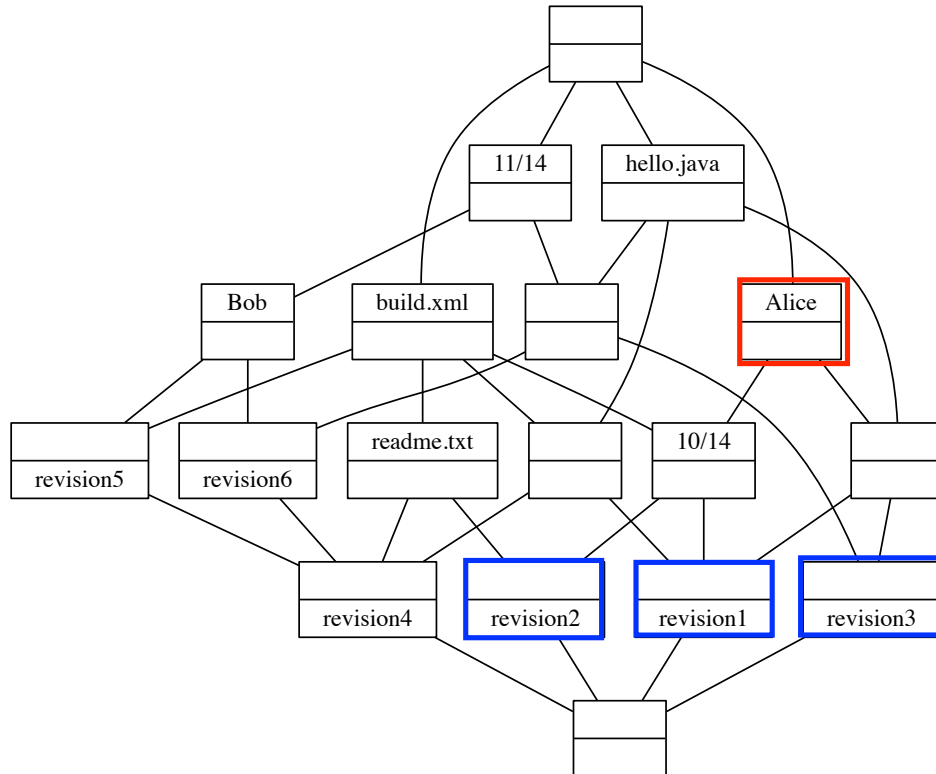 11/14
hello.java
Bob
build.xml
Alice
readme.txt
10/14
revision5
revision6
revision4
revision2
revision1
revision3